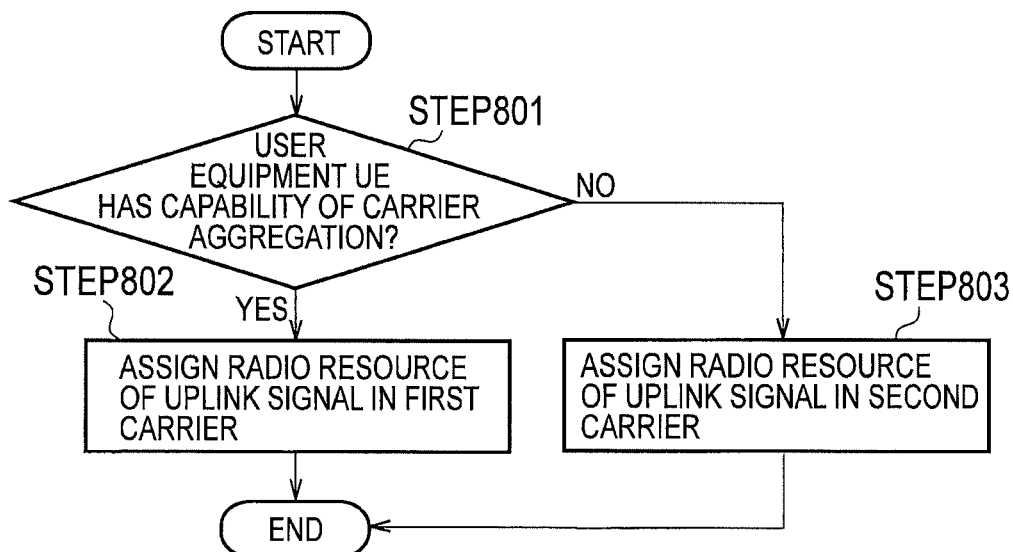 START
STEP801
USER
EQUIPMENT UE
HAS CAPABILITY OF CARRIER
AGGREGATION?
NO
STEP802
YES
STEP803
ASSIGN RADIO RESOURCE
OF UPLINK SIGNAL IN FIRST
CARRIER
ASSIGN RADIO RESOURCE
OF UPLINK SIGNAL IN SECOND
CARRIER
END